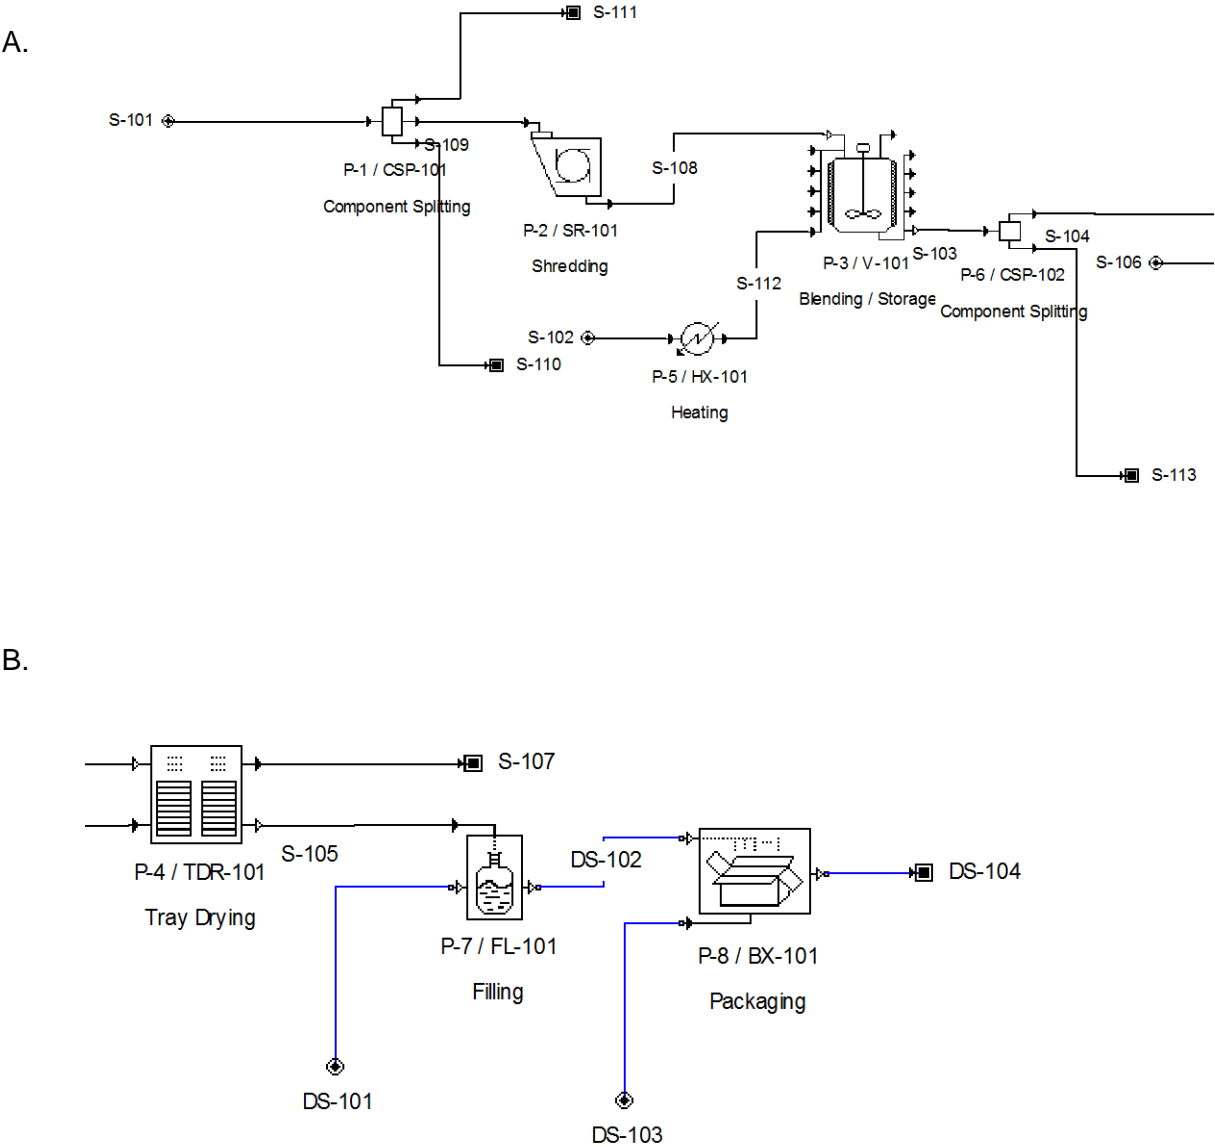 A.
S-111
S-101
S-109
P-1 / CSP-101
Component Splitting
P-2 / SR-101
Shredding
S-108
S-112
S-102
P-5 / HX-101
Heating
S-110
P-3 / V-101
Blending / Storage
S-103
P-6 / CSP-102
Component Splitting
S-104
S-106
S-113
B.
S-107
P-4 / TDR-101
Tray Drying
S-105
DS-102
P-7 / FL-101
Filling
DS-104
P-8 / BX-101
Packaging
DS-101
DS-103